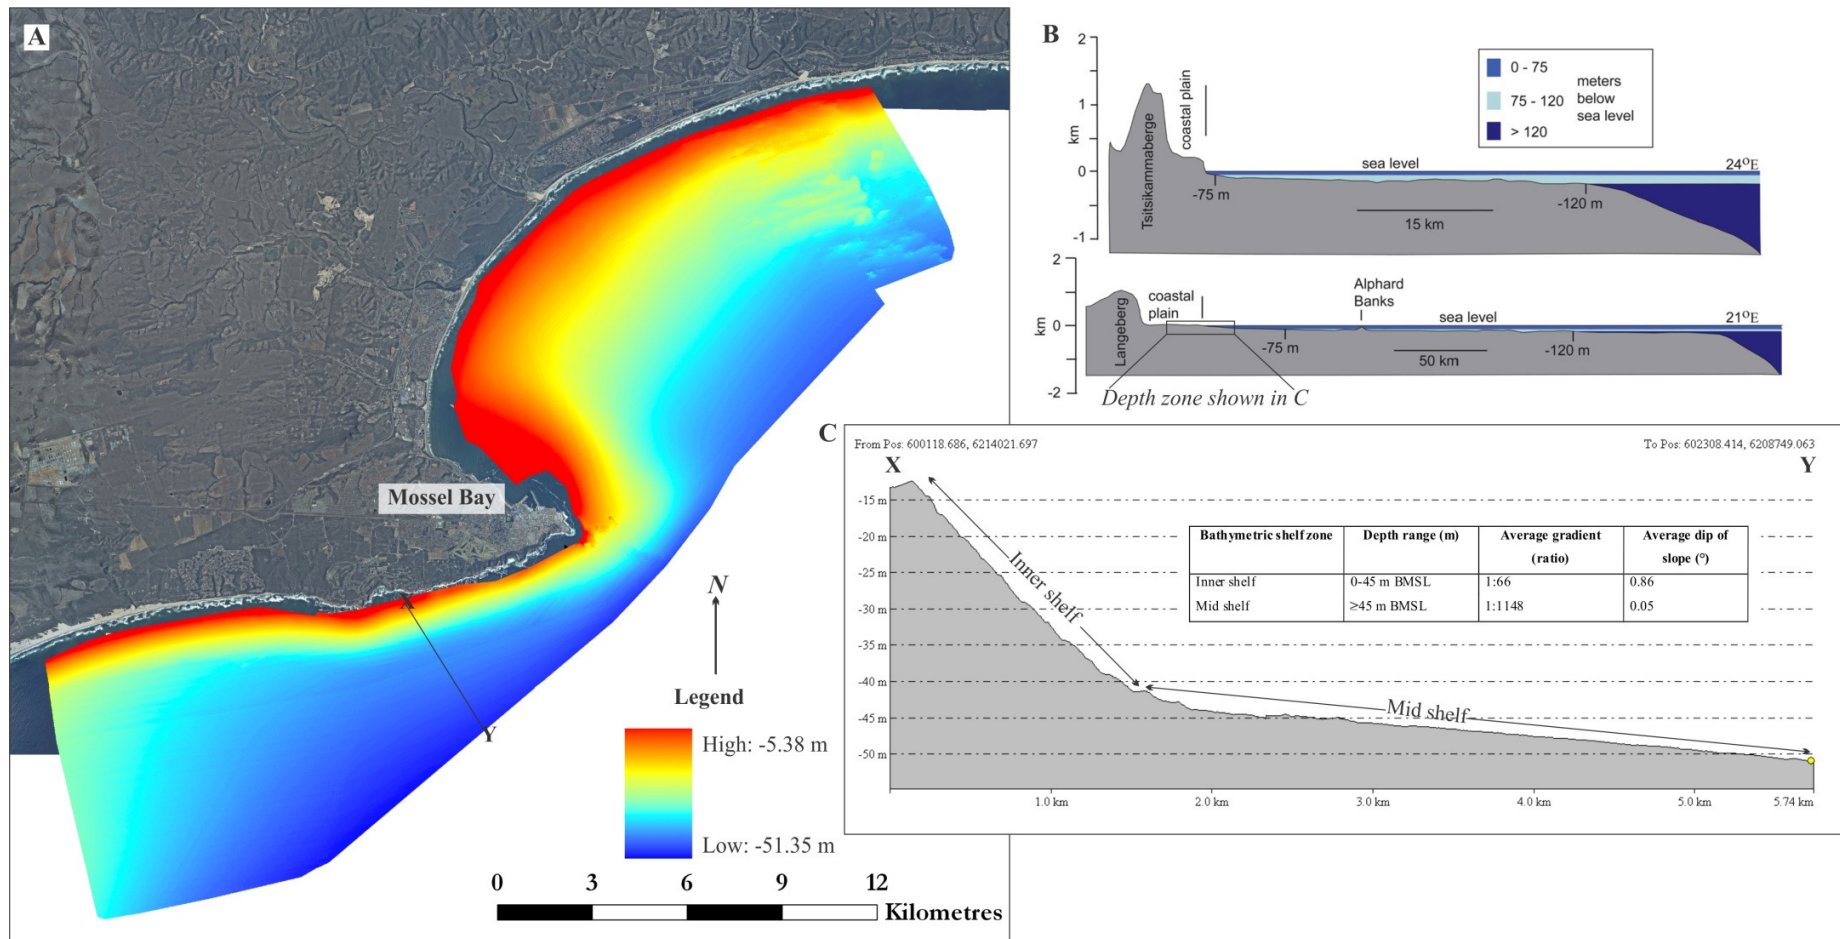 A
Mossel Bay
X
Y
N
Legend
High: -5.38 m
Low: -51.35 m
0 3 6 9 12
Kilometres
B
2
1
0
-1
km
Tsitsikammaberge
coastal plain
0 - 75
75 - 120
> 120
meters
below
sea level
sea level
24°E
-75 m
-120 m
15 km
2
0
-2
km
Langeberg
coastal
plain
Alphard
Banks
sea level
21°E
-75 m
-120 m
50 km
Depth zone shown in C
C
From Pos: 600118.686, 6214021.697
To Pos: 602308.414, 6208749.063
X
Y
-15 m
-20 m
-25 m
-30 m
-35 m
-40 m
-45 m
-50 m
Inner shelf
Mid shelf
Bathymetric shelf zone Depth range (m) Average gradient (ratio) Average dip of slope (°)
Inner shelf 0-45 m BMSL 1:66 0.86
Mid shelf ≥45 m BMSL 1:1148 0.05
1.0 km 2.0 km 3.0 km 4.0 km 5.0 km 5.74 km